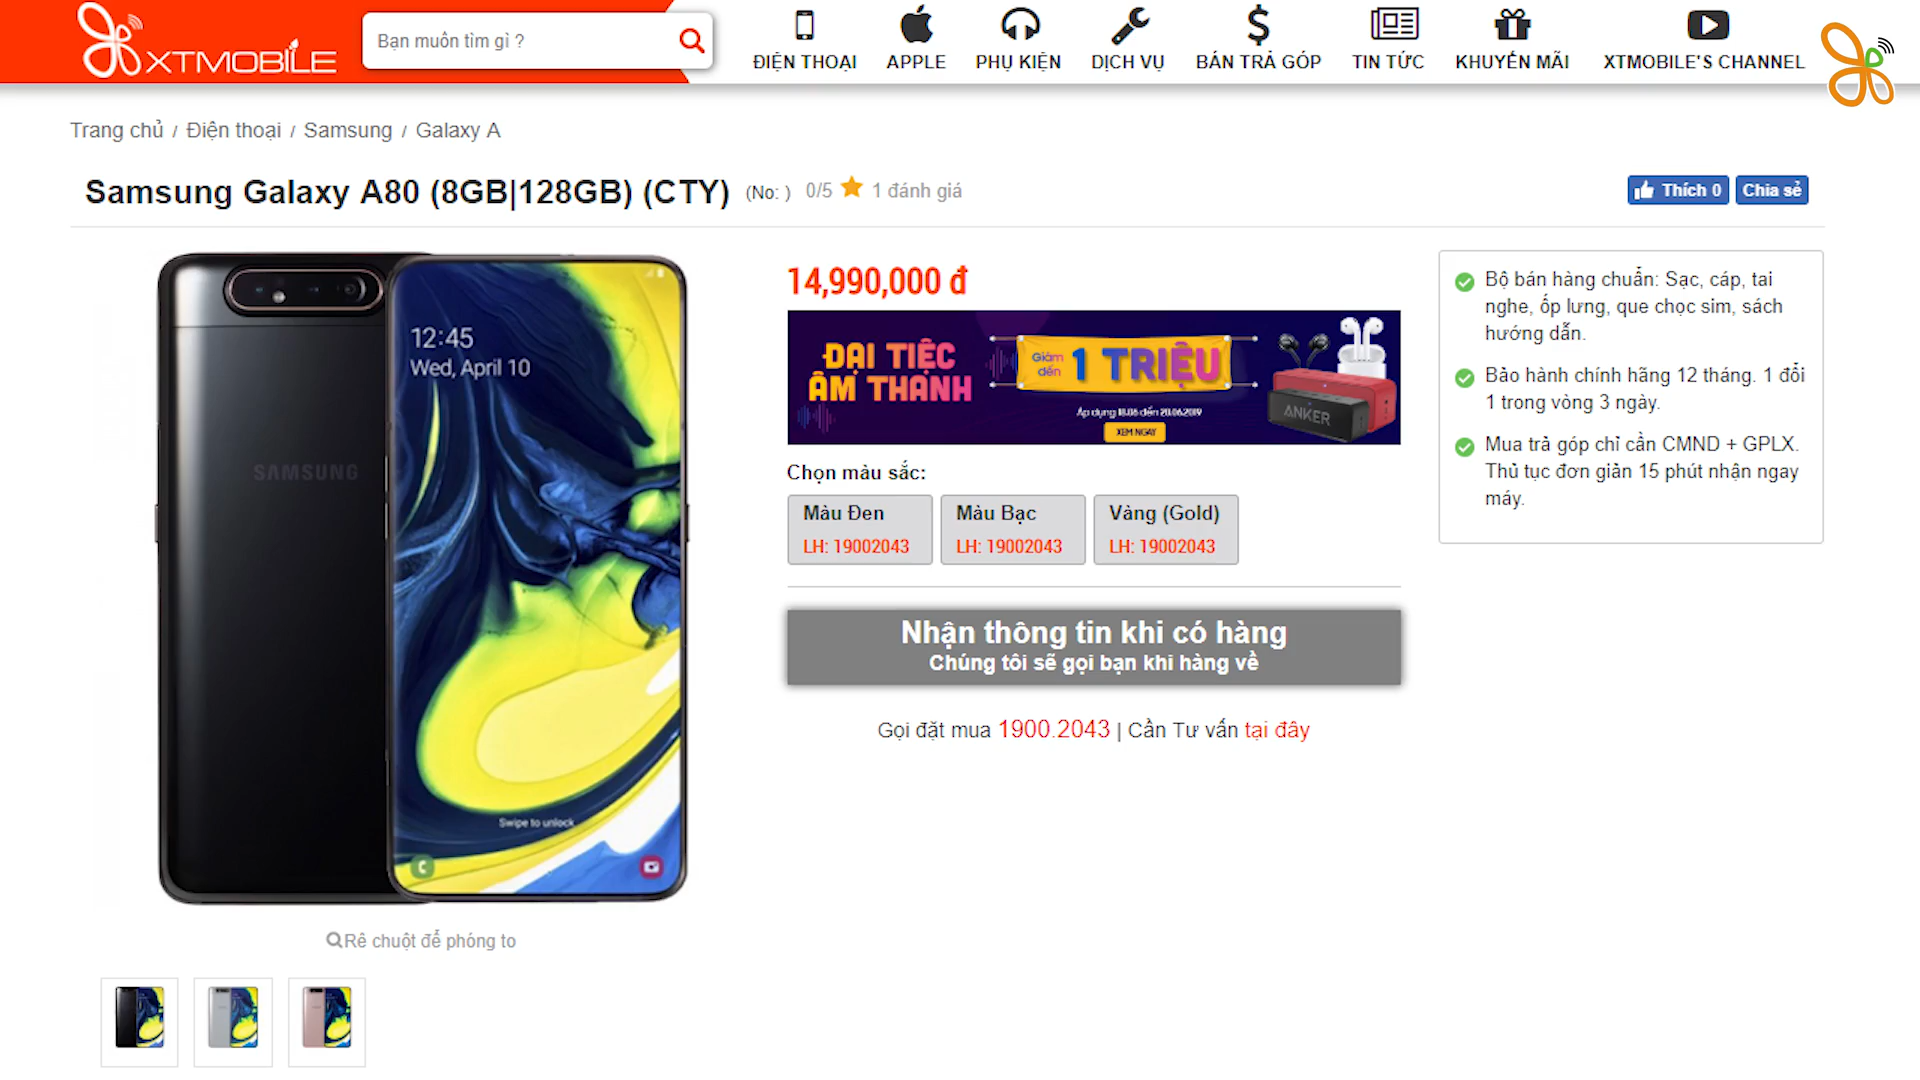 XTMOBILE
Bạn muốn tìm gì ?
ĐIỆN THOẠI
APPLE
PHỤ KIỆN
DỊCH VỤ
BÁN TRẢ GÓP
TIN TỨC
KHUYẾN MÃI
XTMOBILE'S CHANNEL
Trang chủ / Điện thoại / Samsung / Galaxy A
Samsung Galaxy A80 (8GB|128GB) (CTY) (No: ) 0/5 1 đánh giá
Thích 0
Chia sẻ
12:45
Wed, April 10
SAMSUNG
Swipe to unlock
Rê chuột để phóng to
14,990,000 đ
ĐẠI TIỆC
ÂM THANH
Giảm
đến
1 TRIỆU
Áp dụng 18.06 đến 28.06.2019
XEM NGAY
ANKER
Chọn màu sắc:
Màu Đen
LH: 19002043
Màu Bạc
LH: 19002043
Vàng (Gold)
LH: 19002043
Nhận thông tin khi có hàng
Chúng tôi sẽ gọi bạn khi hàng về
Gọi đặt mua 1900.2043 | Cần Tư vấn tại đây
Bộ bán hàng chuẩn: Sạc, cáp, tai
nghe, ốp lưng, que chọc sim, sách
hướng dẫn.
Bảo hành chính hãng 12 tháng. 1 đổi
1 trong vòng 3 ngày.
Mua trả góp chỉ cần CMND + GPLX.
Thủ tục đơn giản 15 phút nhận ngay
máy.